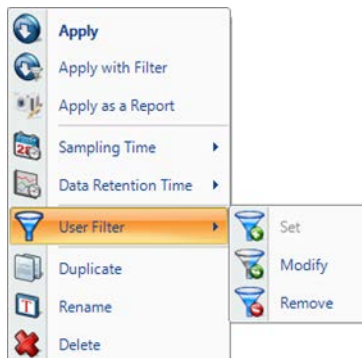 Apply
Apply with Filter
Apply as a Report
Sampling Time
Data Retention Time
User Filter
Duplicate
Rename
Delete
Set
Modify
Remove